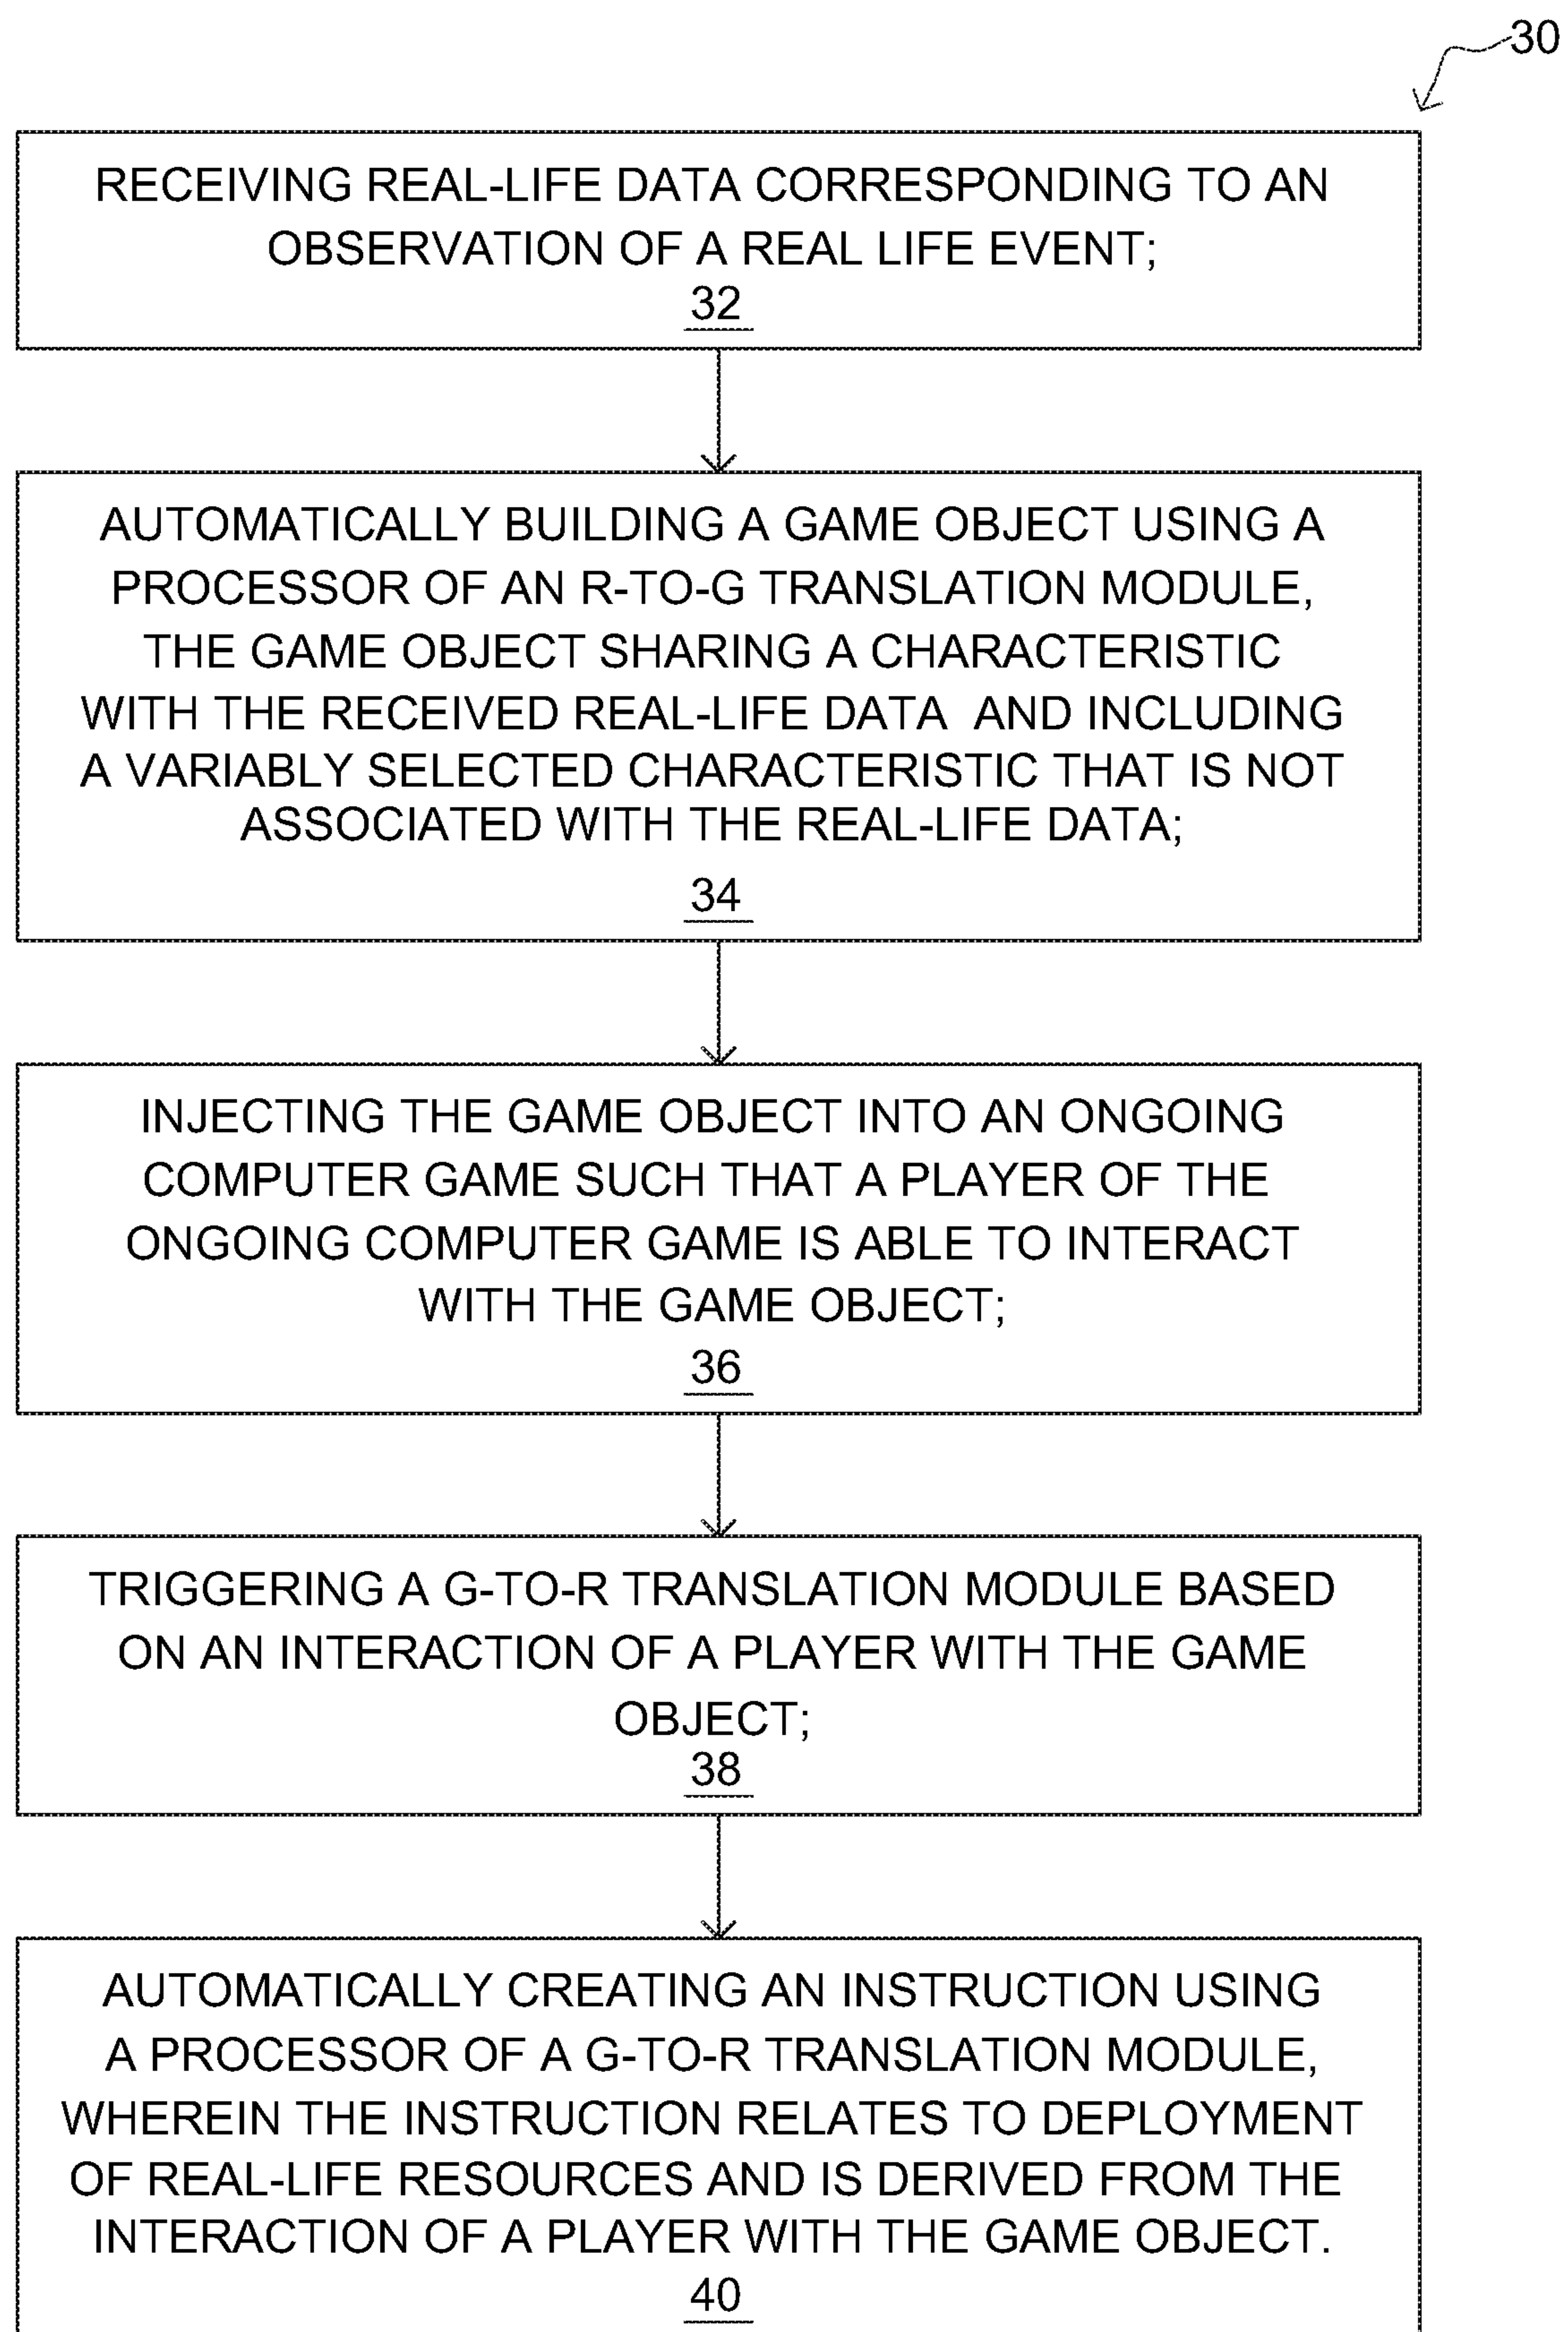 30
RECEIVING REAL-LIFE DATA CORRESPONDING TO AN
OBSERVATION OF A REAL LIFE EVENT;
32
AUTOMATICALLY BUILDING A GAME OBJECT USING A
PROCESSOR OF AN R-TO-G TRANSLATION MODULE,
THE GAME OBJECT SHARING A CHARACTERISTIC
WITH THE RECEIVED REAL-LIFE DATA AND INCLUDING
A VARIABLY SELECTED CHARACTERISTIC THAT IS NOT
ASSOCIATED WITH THE REAL-LIFE DATA;
34
INJECTING THE GAME OBJECT INTO AN ONGOING
COMPUTER GAME SUCH THAT A PLAYER OF THE
ONGOING COMPUTER GAME IS ABLE TO INTERACT
WITH THE GAME OBJECT;
36
TRIGGERING A G-TO-R TRANSLATION MODULE BASED
ON AN INTERACTION OF A PLAYER WITH THE GAME
OBJECT;
38
AUTOMATICALLY CREATING AN INSTRUCTION USING
A PROCESSOR OF A G-TO-R TRANSLATION MODULE,
WHEREIN THE INSTRUCTION RELATES TO DEPLOYMENT
OF REAL-LIFE RESOURCES AND IS DERIVED FROM THE
INTERACTION OF A PLAYER WITH THE GAME OBJECT.
40